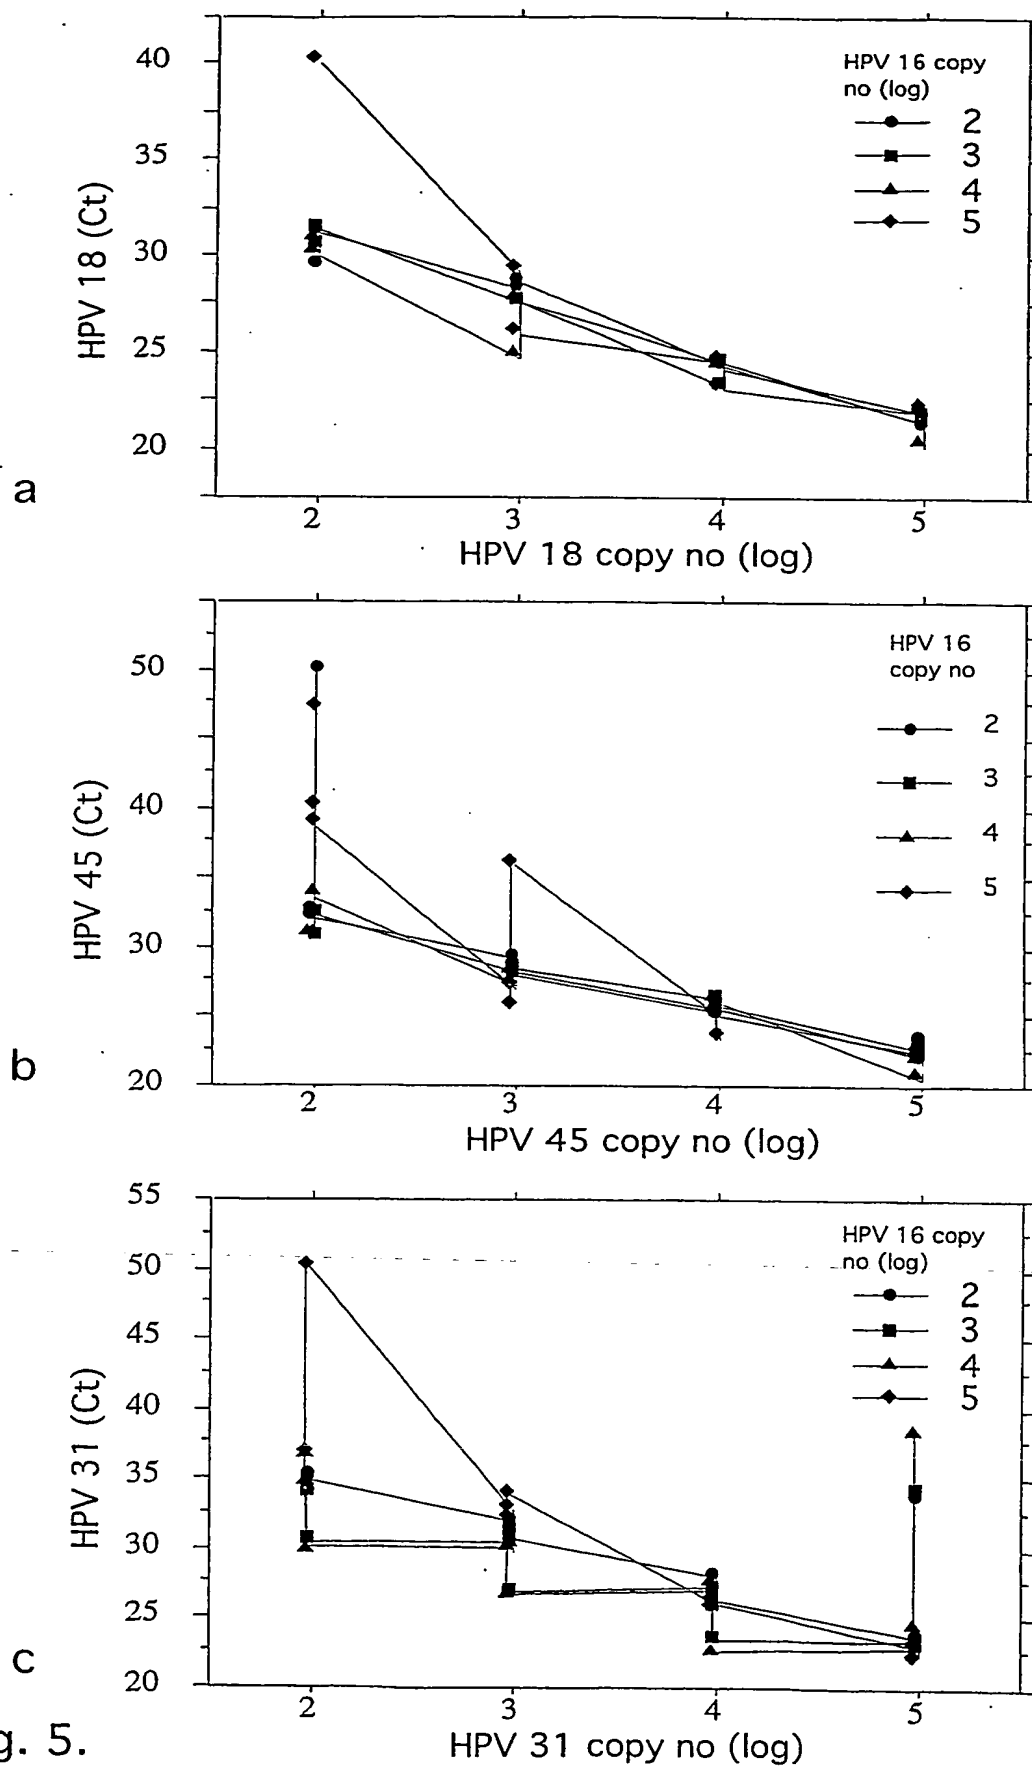 40
35
30
25
20
HPV 18 (Ct)
HPV 16 copy
no (log)
2
3
4
5
a
2 3 4 5
HPV 18 copy no (log)
50
40
30
20
HPV 45 (Ct)
HPV 16
copy no
2
3
4
5
b
2 3 4 5
HPV 45 copy no (log)
55
50
45
40
35
30
25
20
HPV 31 (Ct)
HPV 16 copy
no (log)
2
3
4
5
c
2 3 4 5
HPV 31 copy no (log)
g. 5.